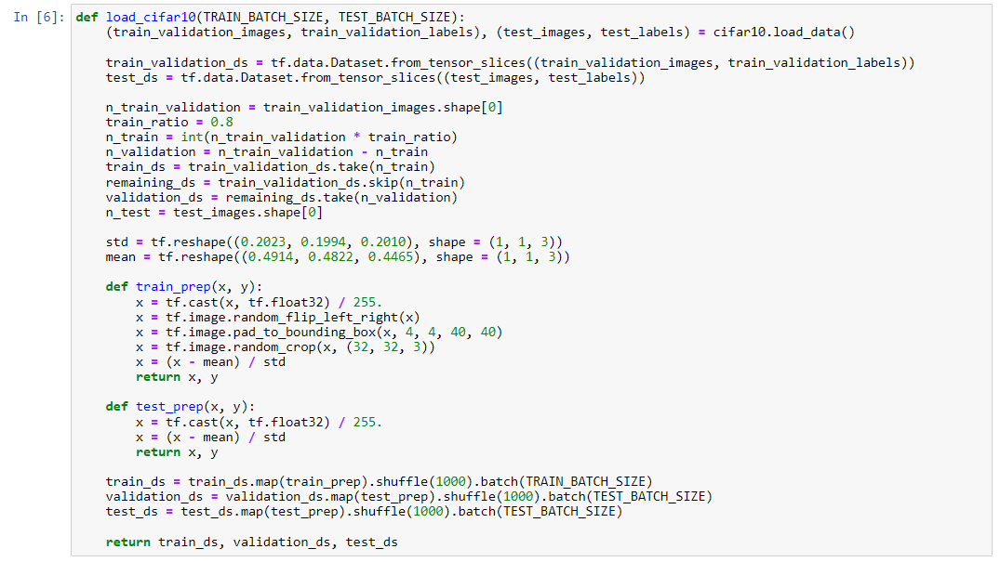 In [6]: def load_cifar10(TRAIN_BATCH_SIZE, TEST_BATCH_SIZE):
    (train_validation_images, train_validation_labels), (test_images, test_labels) = cifar10.load_data()

    train_validation_ds = tf.data.Dataset.from_tensor_slices((train_validation_images, train_validation_labels))
    test_ds = tf.data.Dataset.from_tensor_slices((test_images, test_labels))

    n_train_validation = train_validation_images.shape[0]
    train_ratio = 0.8
    n_train = int(n_train_validation * train_ratio)
    n_validation = n_train_validation - n_train
    train_ds = train_validation_ds.take(n_train)
    remaining_ds = train_validation_ds.skip(n_train)
    validation_ds = remaining_ds.take(n_validation)
    n_test = test_images.shape[0]

    std = tf.reshape((0.2023, 0.1994, 0.2010), shape = (1, 1, 3))
    mean = tf.reshape((0.4914, 0.4822, 0.4465), shape = (1, 1, 3))

    def train_prep(x, y):
        x = tf.cast(x, tf.float32) / 255.
        x = tf.image.random_flip_left_right(x)
        x = tf.image.pad_to_bounding_box(x, 4, 4, 40, 40)
        x = tf.image.random_crop(x, (32, 32, 3))
        x = (x - mean) / std
        return x, y

    def test_prep(x, y):
        x = tf.cast(x, tf.float32) / 255.
        x = (x - mean) / std
        return x, y

    train_ds = train_ds.map(train_prep).shuffle(1000).batch(TRAIN_BATCH_SIZE)
    validation_ds = validation_ds.map(test_prep).shuffle(1000).batch(TEST_BATCH_SIZE)
    test_ds = test_ds.map(test_prep).shuffle(1000).batch(TEST_BATCH_SIZE)

    return train_ds, validation_ds, test_ds